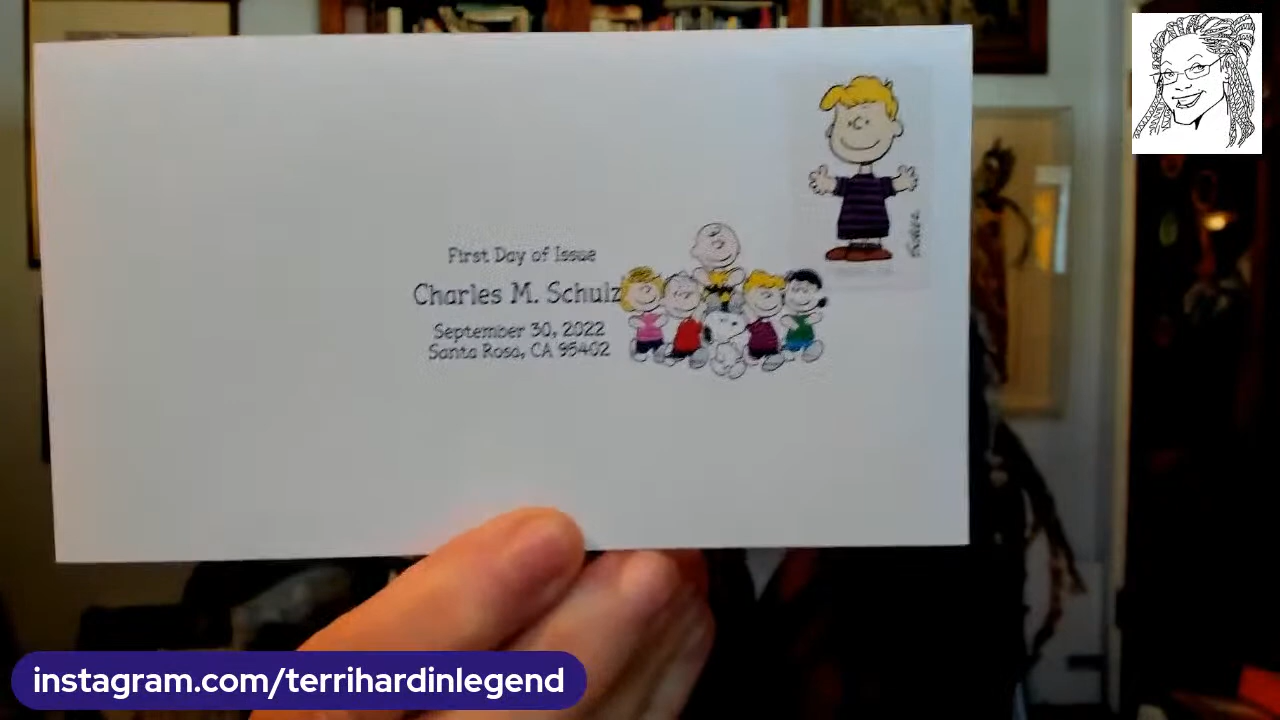 First Day of Issue
Charles M. Schulz
September 30, 2022
Santa Rosa, CA 95402
instagram.com/terrihardinlegend